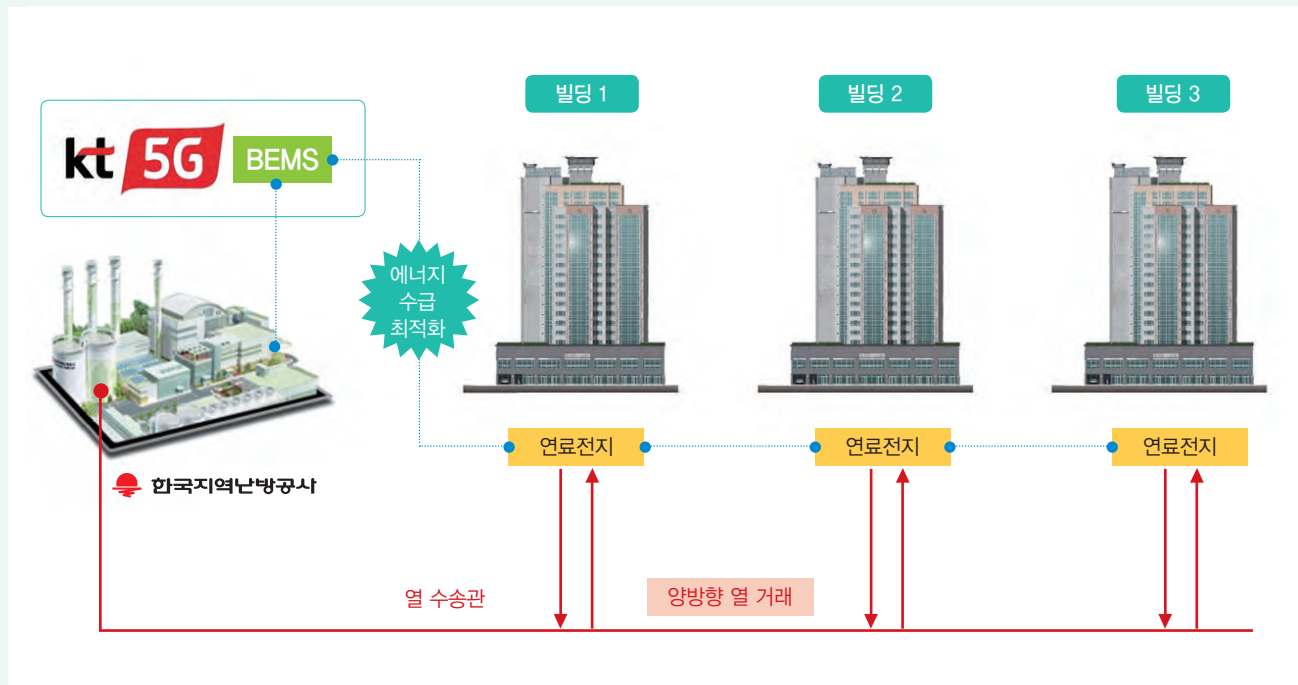 빌딩 1
빌딩 2
빌딩 3
kt 5G BEMS
에너지
수급
최적화
연료전지
연료전지
연료전지
한국지역난방공사
열 수송관
양방향 열 거래